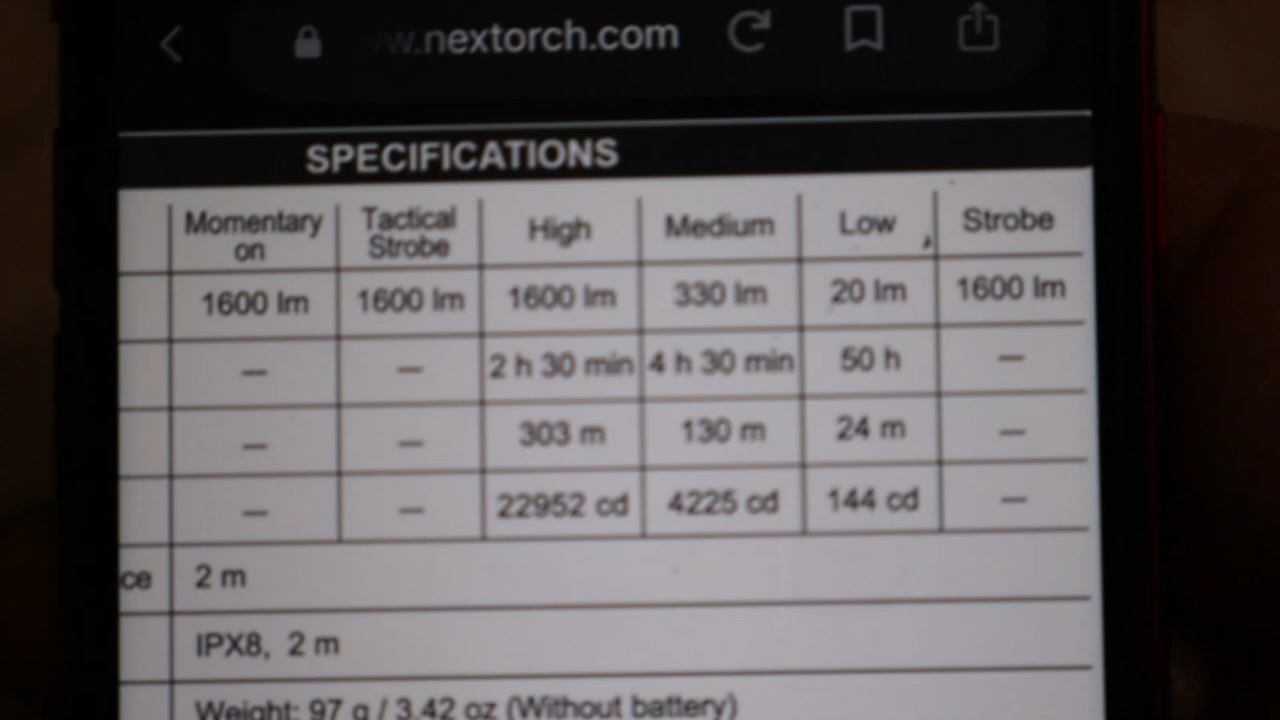 w.nextorch.com
SPECIFICATIONS
Momentary on Tactical Strobe High Medium Low Strobe
1600 lm 1600 lm 1600 lm 330 lm 20 lm 1600 lm
— — 2 h 30 min 4 h 30 min 50 h —
— — 303 m 130 m 24 m —
— — 22952 cd 4225 cd 144 cd —
ce 2 m
IPX8, 2 m
Weight: 97 g / 3.42 oz (Without battery)